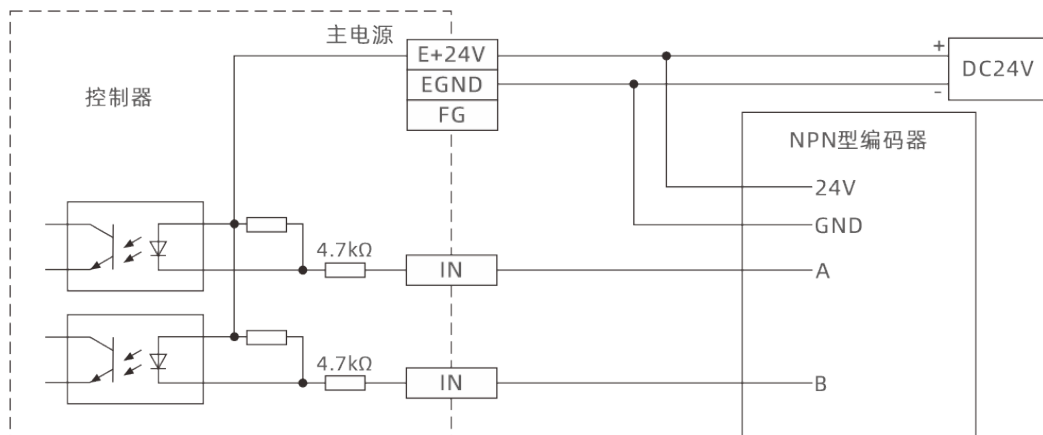 主电源
E+24V
EGND
FG
+
-
DC24V
控制器
NPN型编码器
24V
GND
4.7kΩ
IN
A
4.7kΩ
IN
B